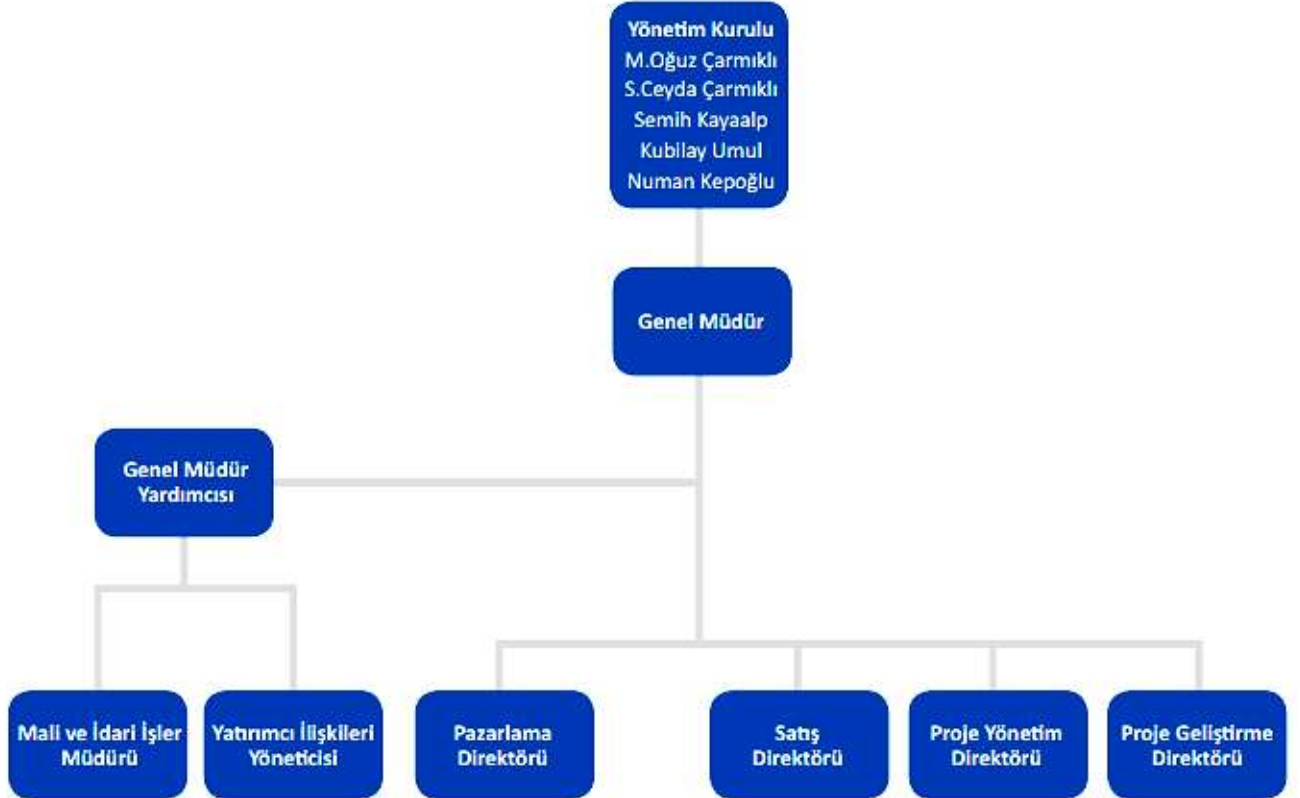 Yönetim Kurulu
M.Oğuz Çarmıklı
S.Ceyda Çarmıklı
Semih Kayaalp
Kubilay Umul
Numan Kepoğlu
Genel Müdür
Genel Müdür
Yardımcısı
Mali ve İdari İşler
Müdürü
Yatırımcı İlişkileri
Yöneticisi
Pazarlama
Direktörü
Satış
Direktörü
Proje Yönetim
Direktörü
Proje Geliştirme
Direktörü